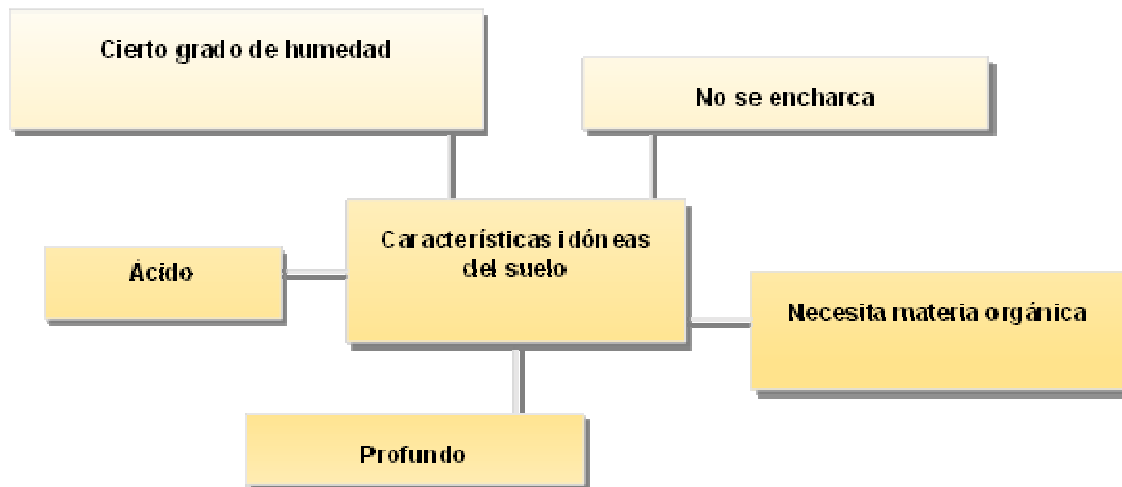 Cierto grado de humedad
No se encharca
Características idóneas
del suelo
Ácido
Necesita materia orgánica
Profundo